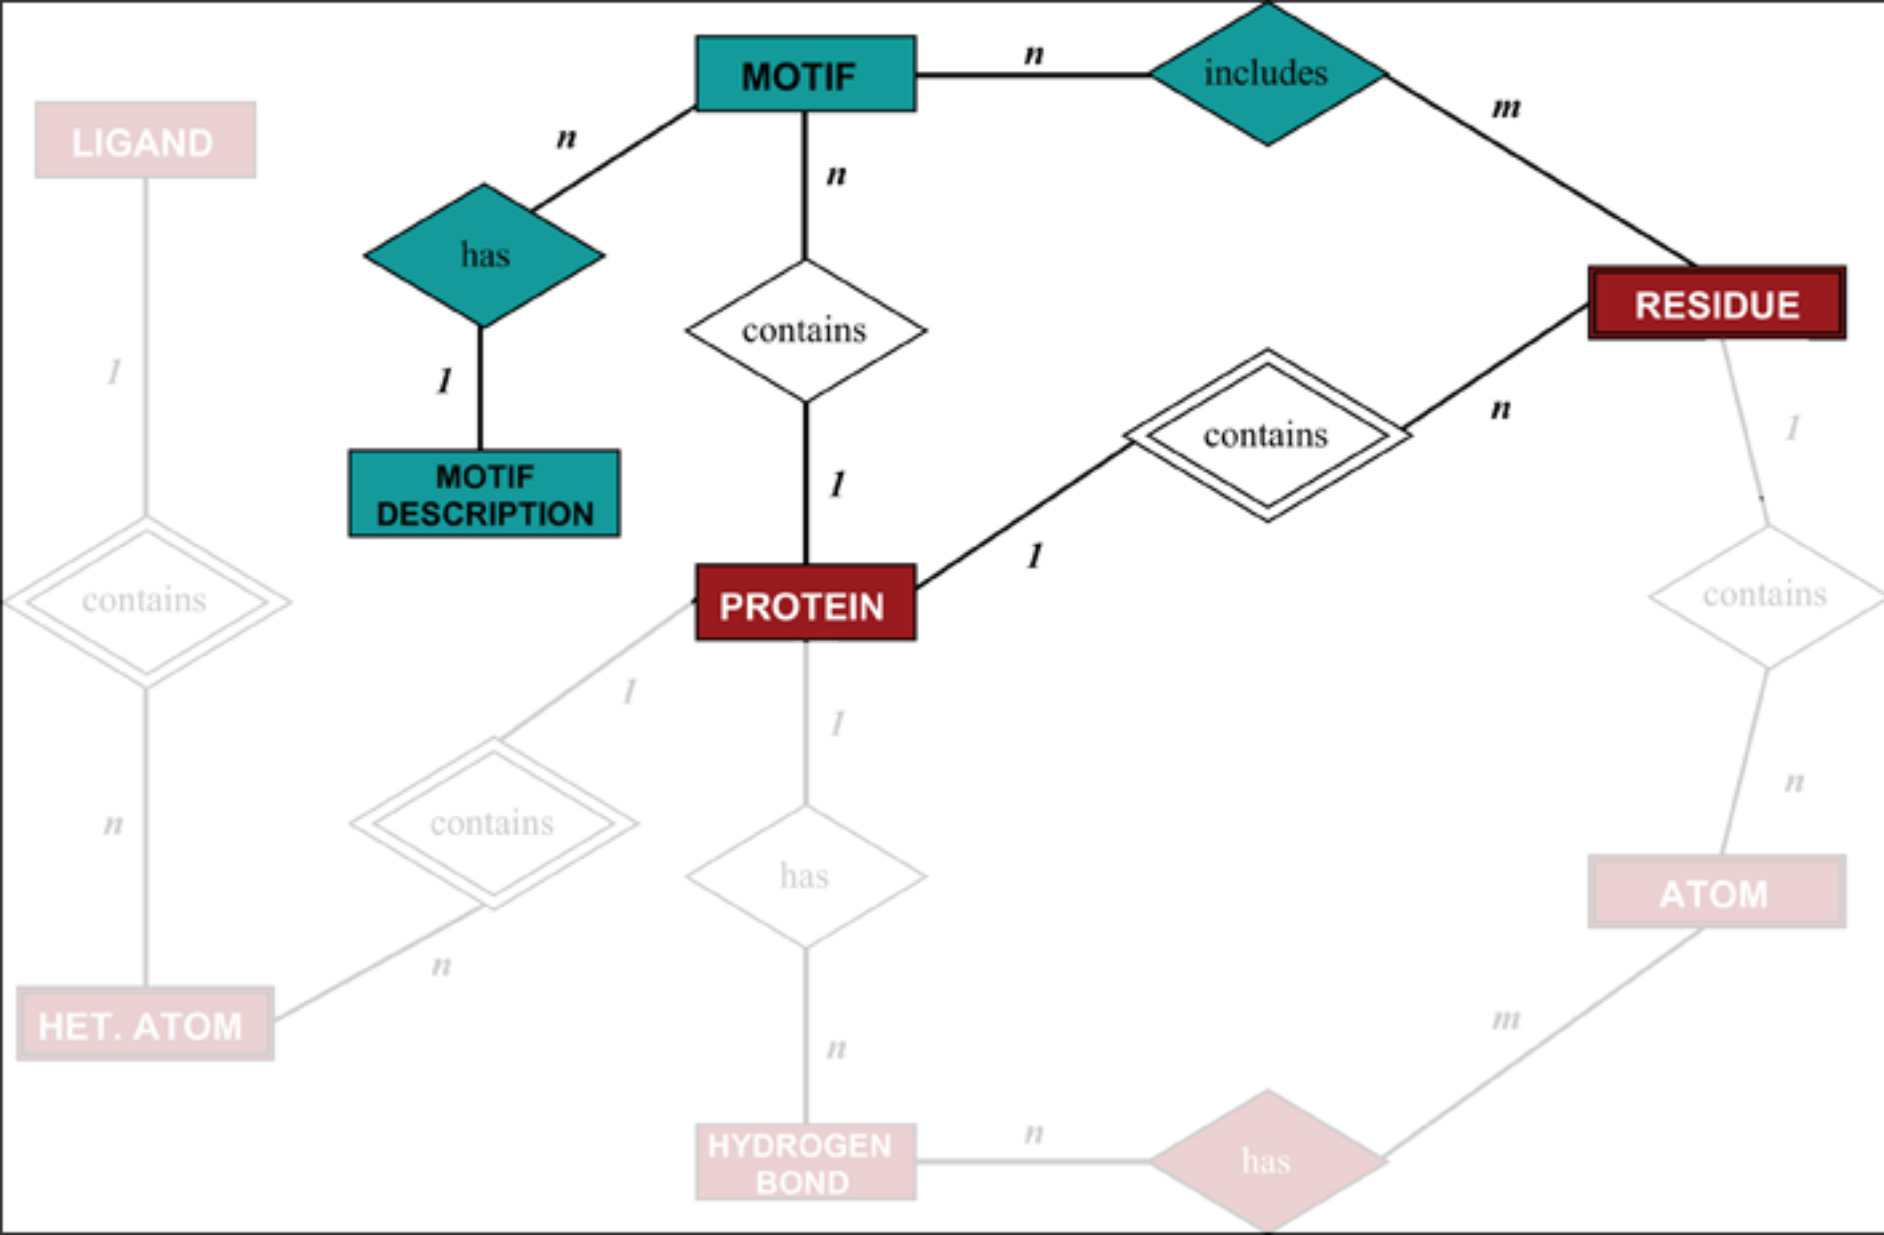 MOTIF
n
includes
m
LIGAND
n
n
has
contains
RESIDUE
1
1
contains
n
1
MOTIF
DESCRIPTION
1
1
contains
PROTEIN
contains
1
1
n
n
contains
has
ATOM
n
m
HET. ATOM
n
HYDROGEN
BOND
n
has